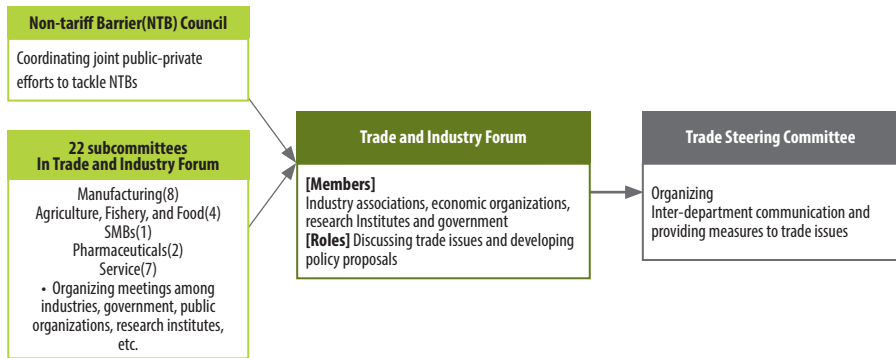 Non-tariff Barrier(NTB) Council
Coordinating joint public-private
efforts to tackle NTBs
22 subcommittees
In Trade and Industry Forum
Manufacturing(8)
Agriculture, Fishery, and Food(4)
SMBs(1)
Pharmaceuticals(2)
Service(7)
• Organizing meetings among
industries, government, public
organizations, research institutes,
etc.
Trade and Industry Forum
[Members]
Industry associations, economic organizations,
research Institutes and government
[Roles] Discussing trade issues and developing
policy proposals
Trade Steering Committee
Organizing
Inter-department communication and
providing measures to trade issues